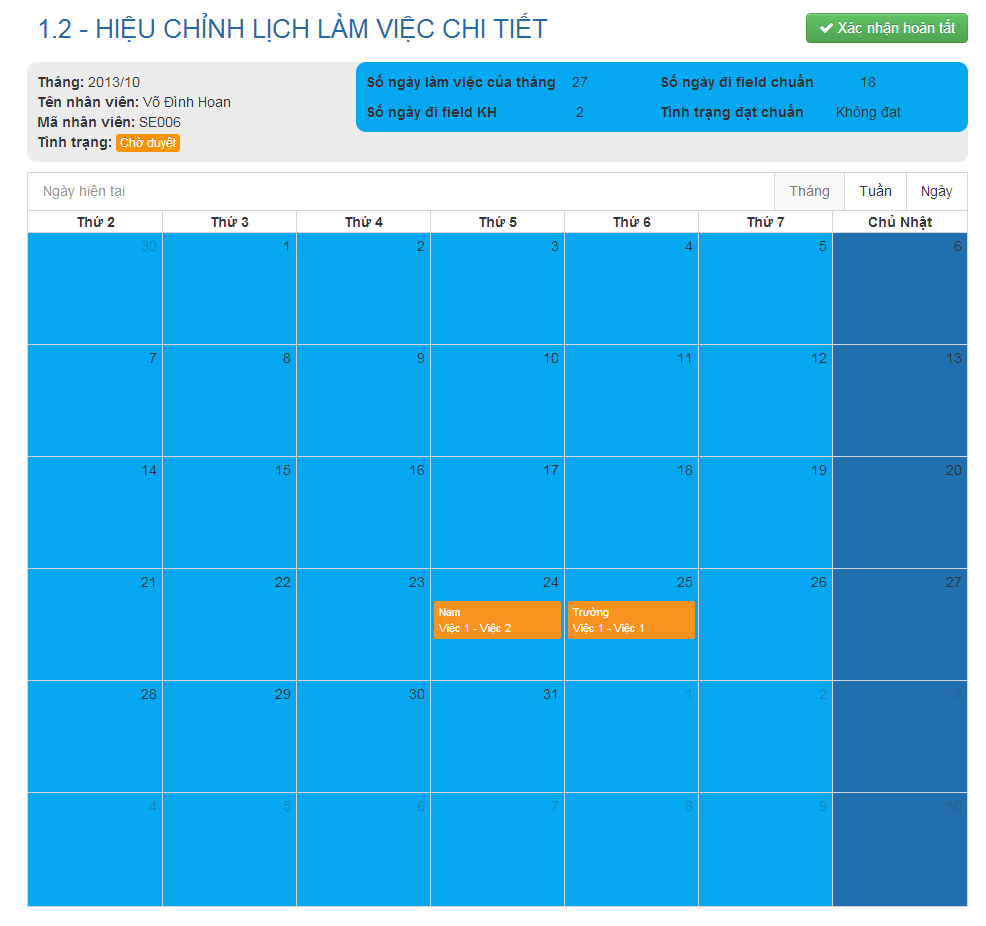 1.2 - HIỆU CHỈNH LỊCH LÀM VIỆC CHI TIẾT
Xác nhận hoàn tất
Tháng: 2013/10
Tên nhân viên: Võ Đình Hoan
Mã nhân viên: SE006
Tình trạng: Chờ duyệt
Số ngày làm việc của tháng 27 Số ngày đi field chuẩn 18
Số ngày đi field KH 2 Tình trạng đạt chuẩn Không đạt
Ngày hiện tại Tháng Tuần Ngày
Thứ 2 Thứ 3 Thứ 4 Thứ 5 Thứ 6 Thứ 7 Chủ Nhật
30 1 2 3 4 5 6
7 8 9 10 11 12 13
14 15 16 17 18 19 20
21 22 23 24 25 26 27
Nam Trường
Việc 1 - Việc 2 Việc 1 - Việc 1
28 29 30 31 1 2 3
4 5 6 7 8 9 10